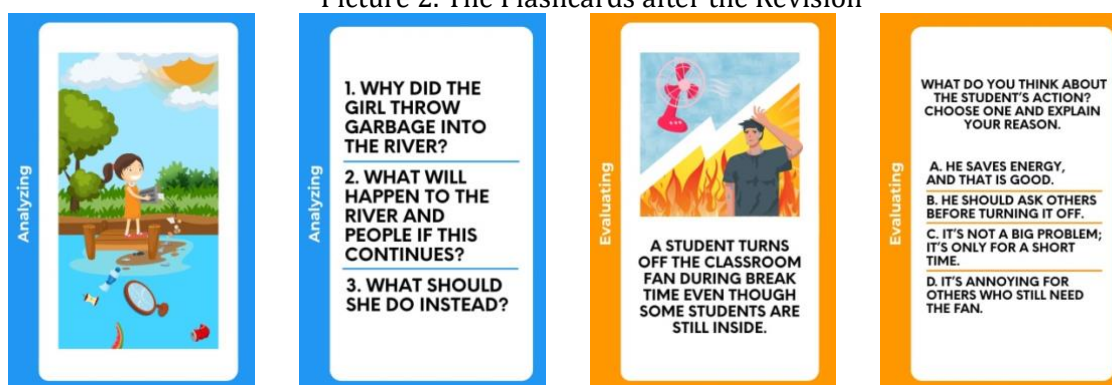 Picture 2. The Flashcards after the Revision
Analyzing
Analyzing
1. WHY DID THE
GIRL THROW
GARBAGE INTO
THE RIVER?
2. WHAT WILL
HAPPEN TO THE
RIVER AND
PEOPLE IF THIS
CONTINUES?
3. WHAT SHOULD
SHE DO INSTEAD?
Evaluating
A STUDENT TURNS
OFF THE CLASSROOM
FAN DURING BREAK
TIME EVEN THOUGH
SOME STUDENTS ARE
STILL INSIDE.
Evaluating
WHAT DO YOU THINK ABOUT
THE STUDENT'S ACTION?
CHOOSE ONE AND EXPLAIN
YOUR REASON.
A. HE SAVES ENERGY,
AND THAT IS GOOD.
B. HE SHOULD ASK OTHERS
BEFORE TURNING IT OFF.
C. IT'S NOT A BIG PROBLEM;
IT'S ONLY FOR A SHORT
TIME.
D. IT'S ANNOYING FOR
OTHERS WHO STILL NEED
THE FAN.